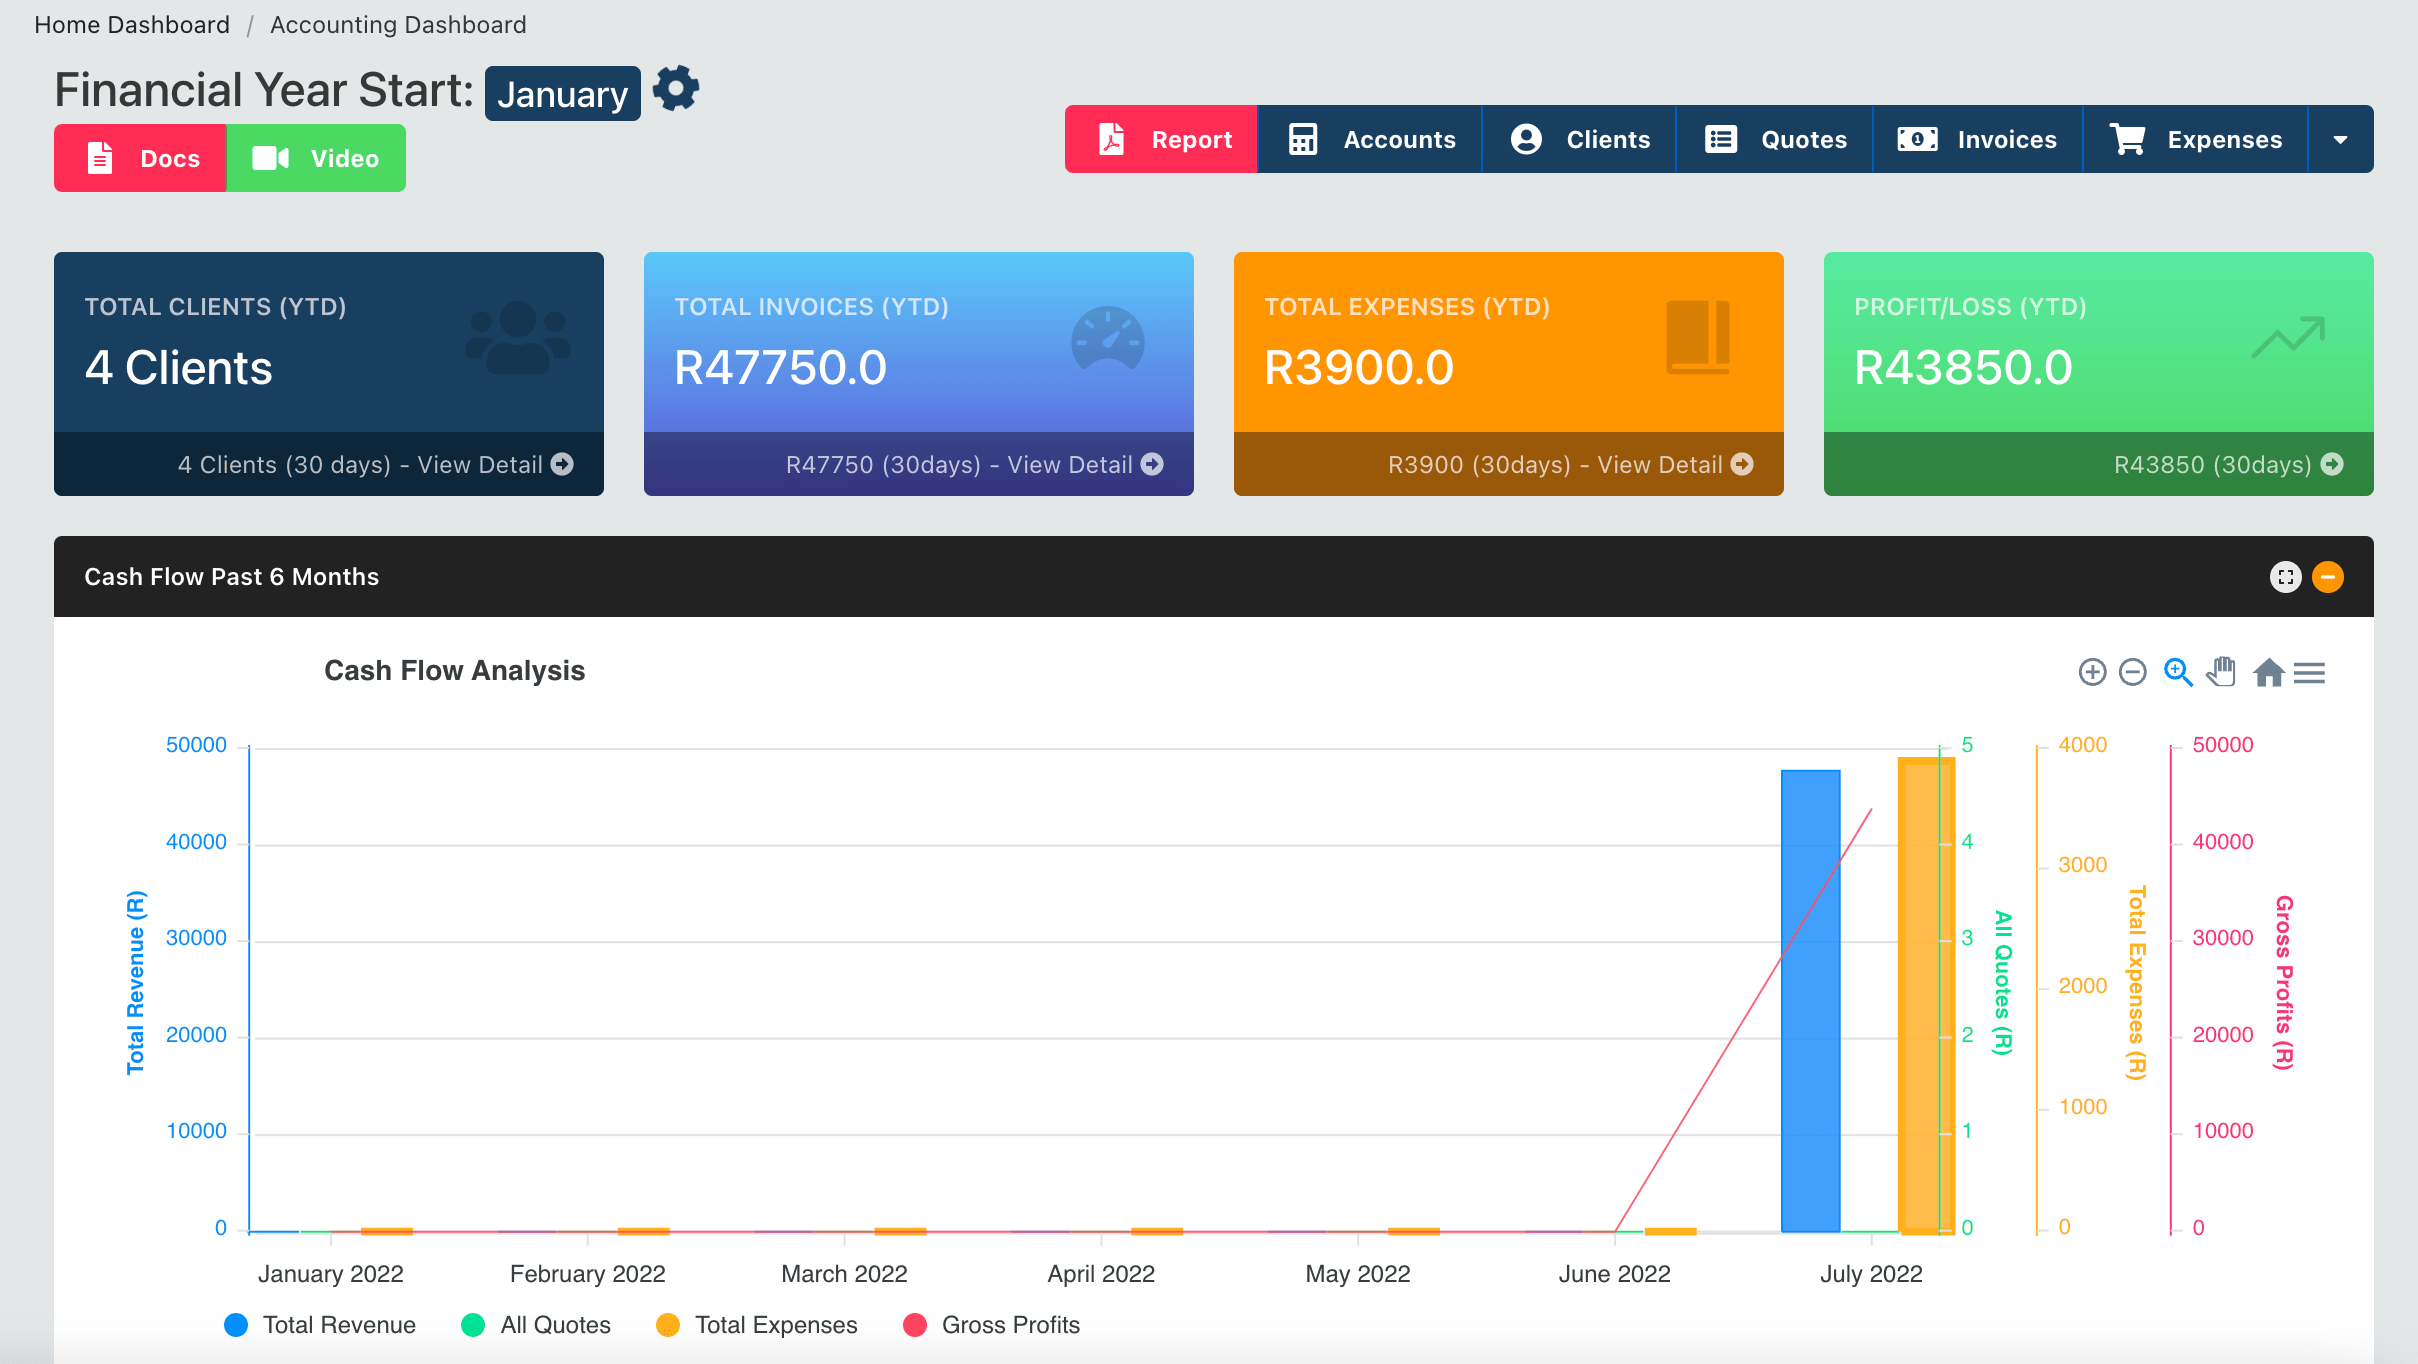 Home Dashboard / Accounting Dashboard
Financial Year Start: January
Docs Video
Report Accounts Clients Quotes Invoices Expenses
TOTAL CLIENTS (YTD)
4 Clients
4 Clients (30 days) - View Detail
TOTAL INVOICES (YTD)
R47750.0
R47750 (30days) - View Detail
TOTAL EXPENSES (YTD)
R3900.0
R3900 (30days) - View Detail
PROFIT/LOSS (YTD)
R43850.0
R43850 (30days)
Cash Flow Past 6 Months
Cash Flow Analysis
Total Revenue (R)
50000
40000
30000
20000
10000
0
5
4
3
2
1
0
All Quotes (R)
4000
3000
2000
1000
0
Total Expenses (R)
50000
40000
30000
20000
10000
0
Gross Profits (R)
January 2022 February 2022 March 2022 April 2022 May 2022 June 2022 July 2022
Total Revenue All Quotes Total Expenses Gross Profits